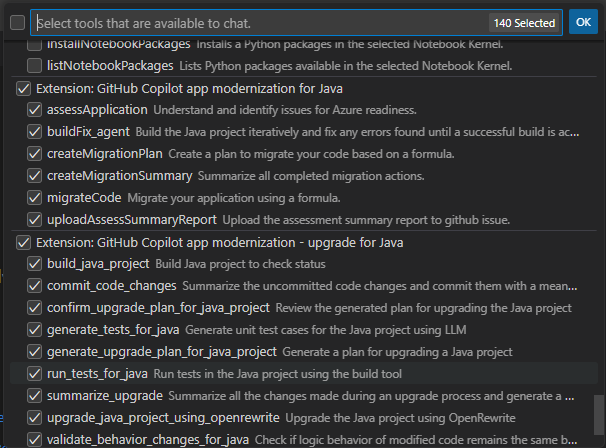 Select tools that are available to chat.
140 Selected
OK
installNotebookPackages Installs a Python packages in the selected Notebook Kernel.
listNotebookPackages Lists Python packages available in the selected Notebook Kernel.
Extension: GitHub Copilot app modernization for Java
assessApplication Understand and identify issues for Azure readiness.
buildFix_agent Build the Java project iteratively and fix any errors found until a successful build is ac...
createMigrationPlan Create a plan to migrate your code based on a formula.
createMigrationSummary Summarize all completed migration actions.
migrateCode Migrate your application using a formula.
uploadAssessSummaryReport Upload the assessment summary report to github issue.
Extension: GitHub Copilot app modernization - upgrade for Java
build_java_project Build Java project to check status
commit_code_changes Summarize the uncommitted code changes and commit them with a mean...
confirm_upgrade_plan_for_java_project Review the generated plan for upgrading the Java project
generate_tests_for_java Generate unit test cases for the Java project using LLM
generate_upgrade_plan_for_java_project Generate a plan for upgrading a Java project
run_tests_for_java Run tests in the Java project using the build tool
summarize_upgrade Summarize all the changes made during an upgrade process and generate a ...
upgrade_java_project_using_openrewrite Upgrade the Java project using OpenRewrite
validate_behavior_changes_for_java Check if logic behavior of modified code remains the same b...